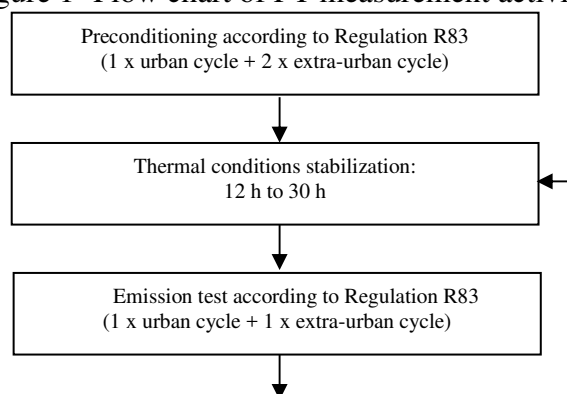 Preconditioning according to Regulation R83
(1 x urban cycle + 2 x extra-urban cycle)
Thermal conditions stabilization:
12 h to 30 h
Emission test according to Regulation R83
(1 x urban cycle + 1 x extra-urban cycle)